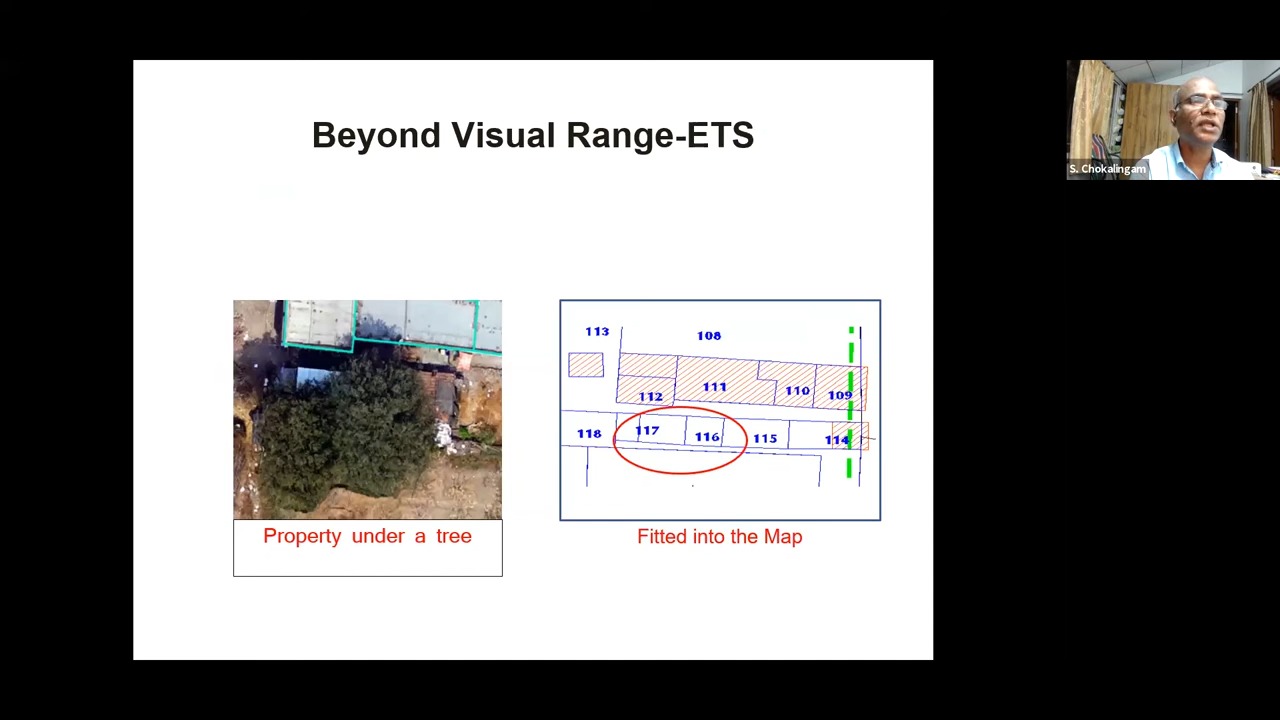 Beyond Visual Range-ETS
S. Chokalingam
113
108
112
111
110
109
118
117
116
115
114
Property under a tree
Fitted into the Map